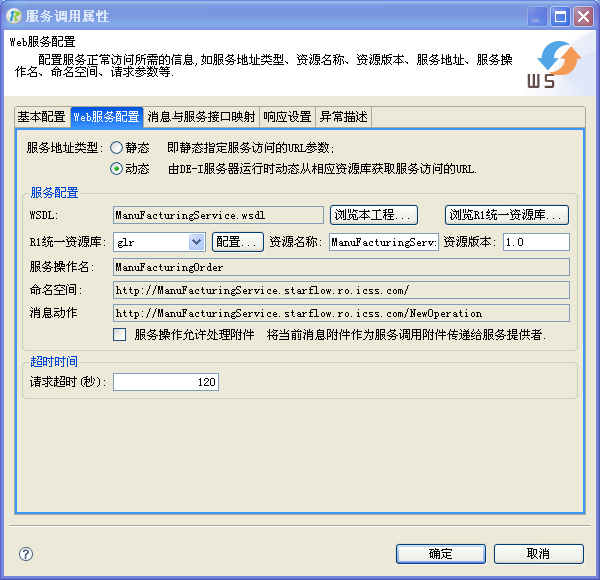 服务调用属性
Web服务配置
配置服务正常访问所需的信息,如服务地址类型、资源名称、资源版本、服务地址、服务操
作名、命名空间、请求参数等.
WS
基本配置 Web服务配置 消息与服务接口映射 响应设置 异常描述
服务地址类型: 静态 即静态指定服务访问的URL参数;
动态 由DE-I服务器运行时动态从相应资源库获取服务访问的URL.
服务配置
WSDL: ManuFacturingService.wsdl 浏览本工程... 浏览R1统一资源库...
R1统一资源库: glr 配置... 资源名称: ManuFacturingServ: 资源版本: 1.0
服务操作名: ManuFacturingOrder
命名空间: http://ManuFacturingService.starflow.ro.icss.com/
消息动作 http://ManuFacturingService.starflow.ro.icss.com/NewOperation
服务操作允许处理附件 将当前消息附件作为服务调用附件传递给服务提供者.
超时时间
请求超时(秒): 120
? 确定 取消